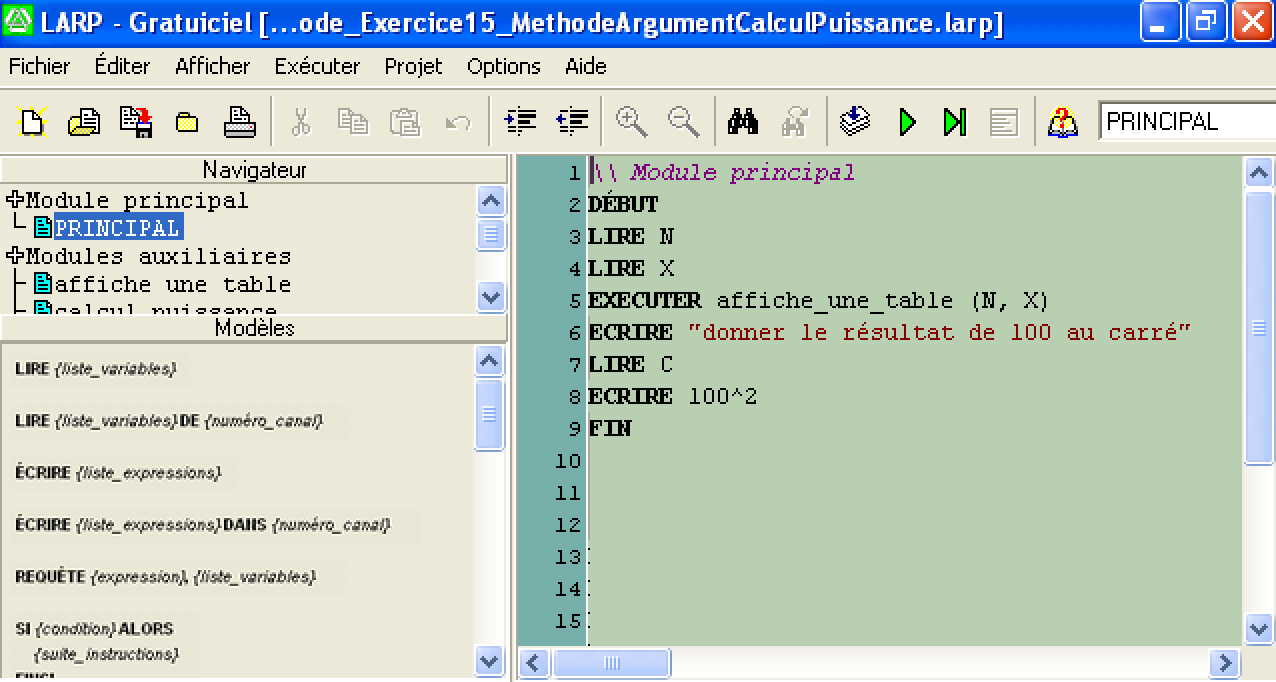 LARP - Gratuiciel [...ode_Exercice15_MethodeArgumentCalculPuissance.larp]
Fichier Éditer Afficher Exécuter Projet Options Aide
PRINCIPAL
Navigateur
Module principal
PRINCIPAL
Modules auxiliaires
affiche une table
calcul puissance
Modèles
LIRE {liste_variables}
LIRE {liste_variables} DE {numéro_canal}
ÉCRIRE {liste_expressions}
ÉCRIRE {liste_expressions} DANS {numéro_canal}
REQUÊTE {expression}, {liste_variables}
SI {condition} ALORS
{suite_instructions}
FINSI
1 \\ Module principal
2 DÉBUT
3 LIRE N
4 LIRE X
5 EXECUTER affiche_une_table (N, X)
6 ECRIRE "donner le résultat de 100 au carré"
7 LIRE C
8 ECRIRE 100^2
9 FIN
10
11
12
13
14
15